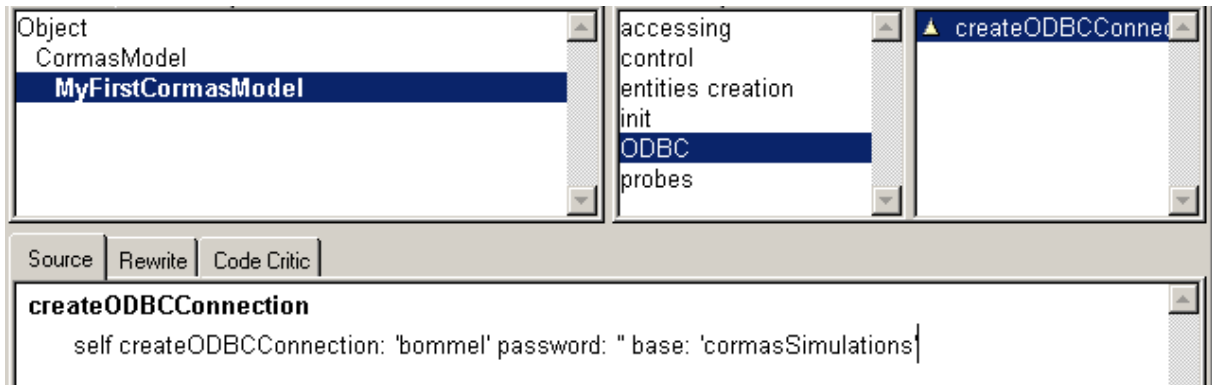 Object
CormasModel
MyFirstCormasModel
accessing
control
entities creation
init
ODBC
probes
createODBCConnec
Source
Rewrite
Code Critic
createODBCConnection
self createODBCConnection: 'bommel' password: '' base: 'cormasSimulations'